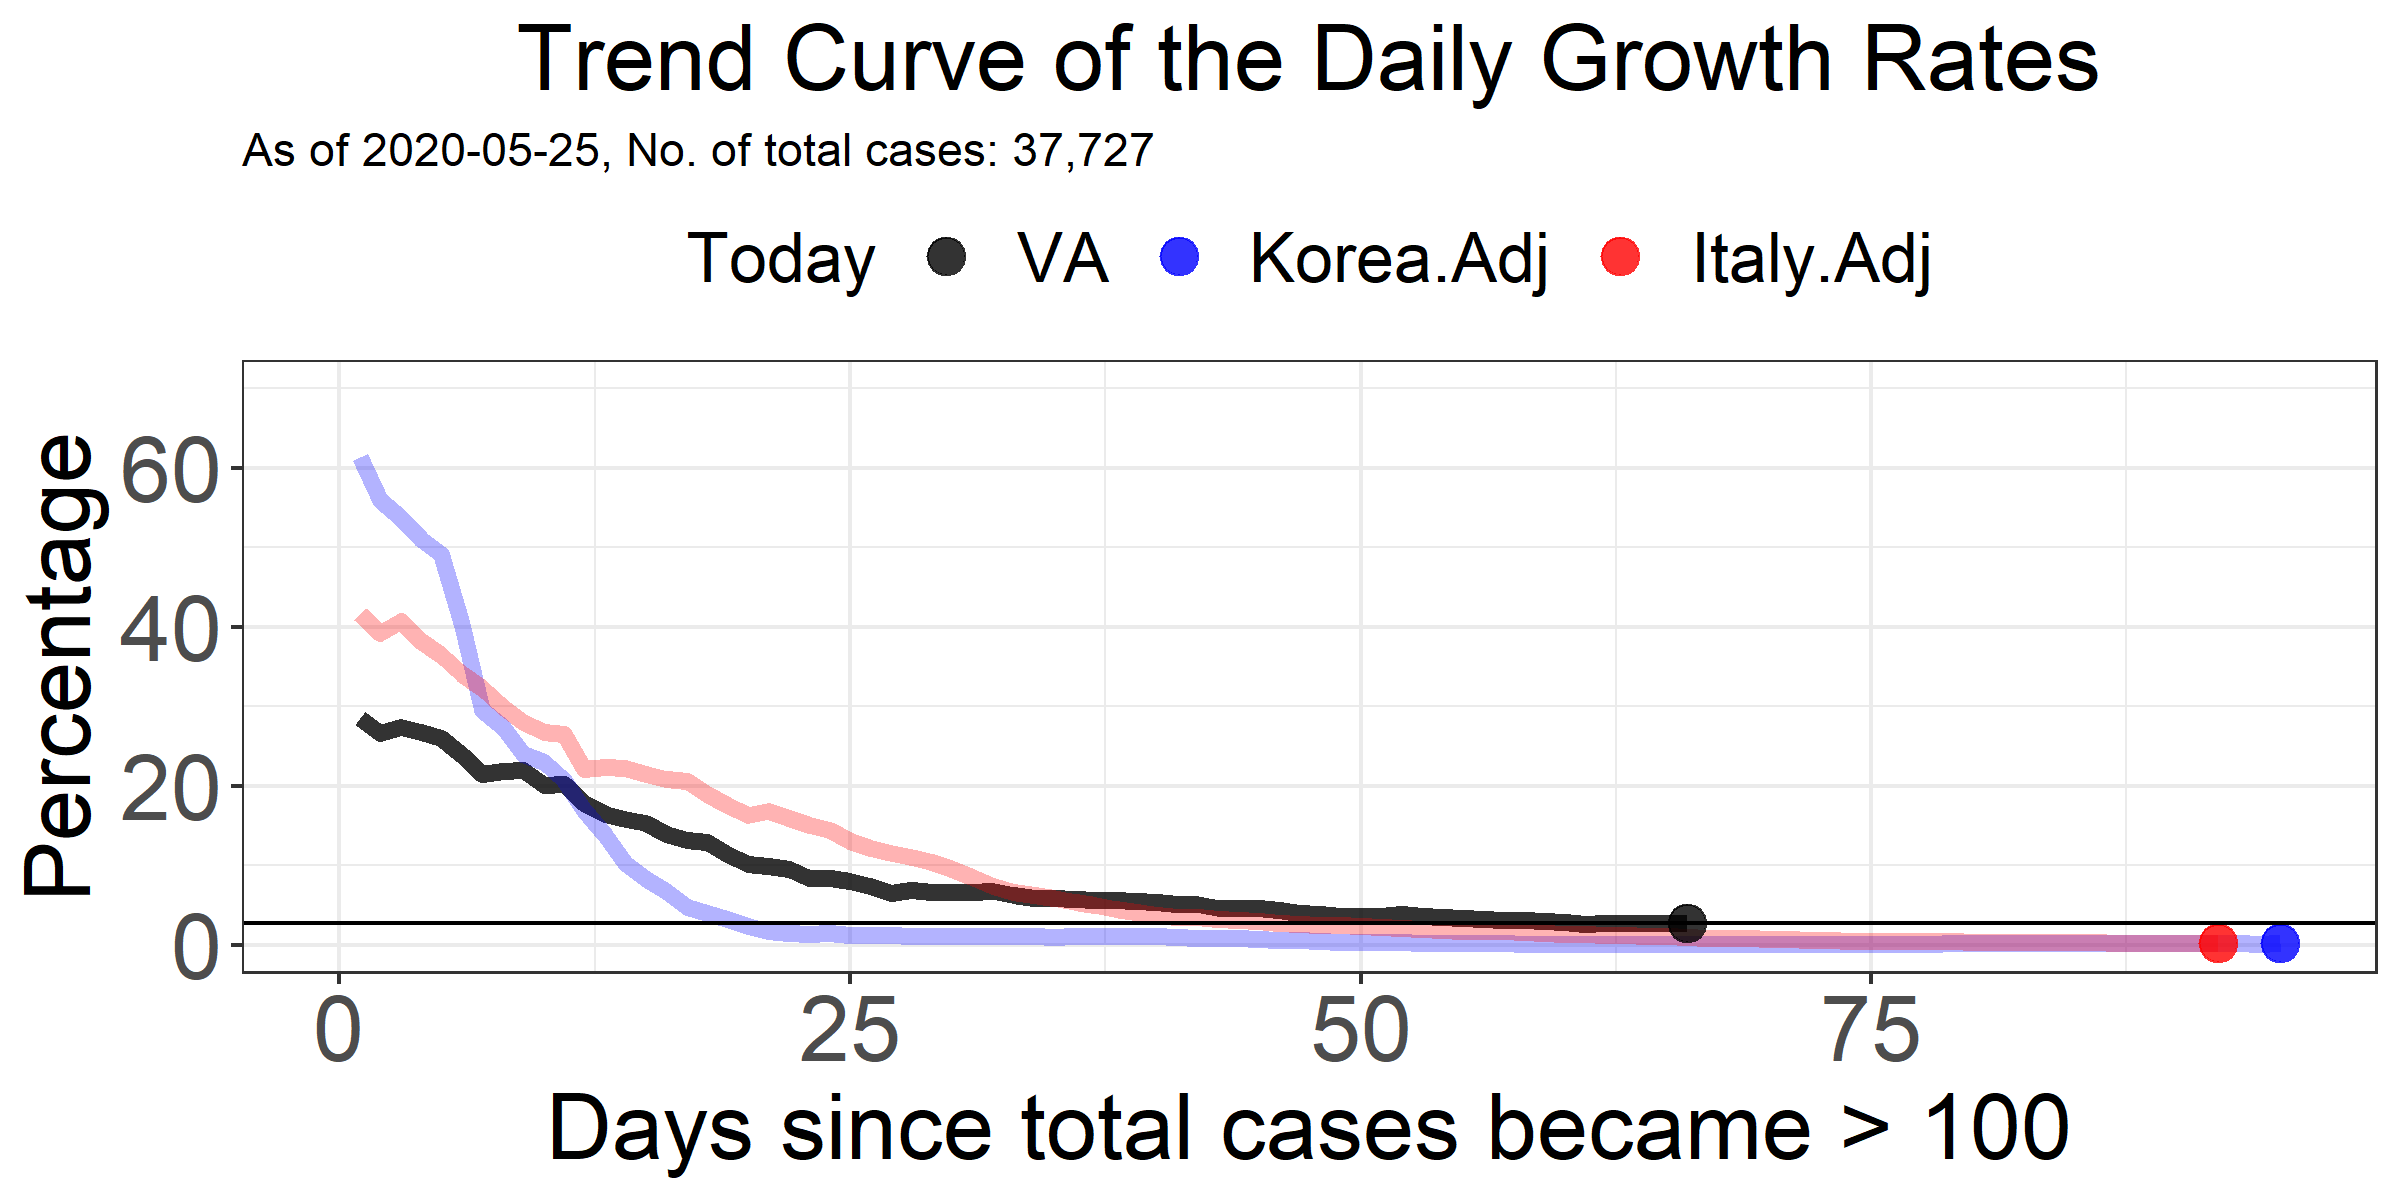 Trend Curve of the Daily Growth Rates
As of 2020-05-25, No. of total cases: 37,727
Today VA Korea.Adj Italy.Adj
Percentage
60
40
20
0
0 25 50 75
Days since total cases became > 100